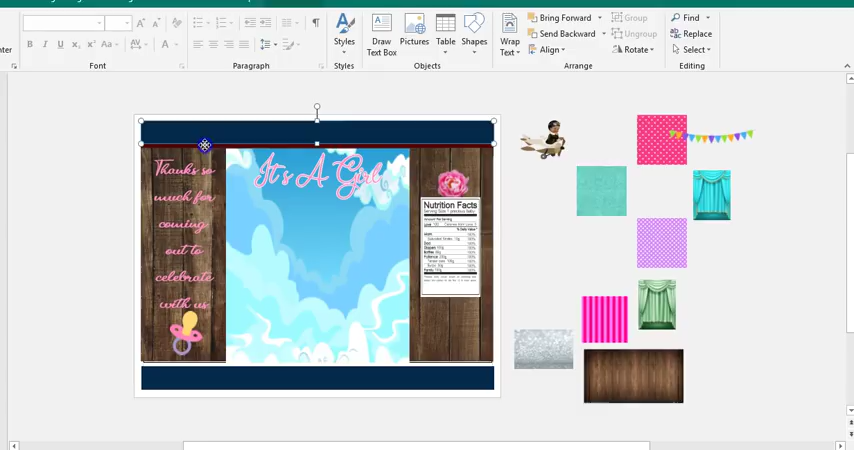 Styles
Draw
Text Box
Pictures
Table
Shapes
Wrap
Text
Bring Forward
Send Backward
Align
Group
Ungroup
Rotate
Find
Replace
Select
Font
Paragraph
Styles
Objects
Arrange
Editing
Thanks so
much for
coming
out to
celebrate
with us
It's A Girl
Nutrition Facts